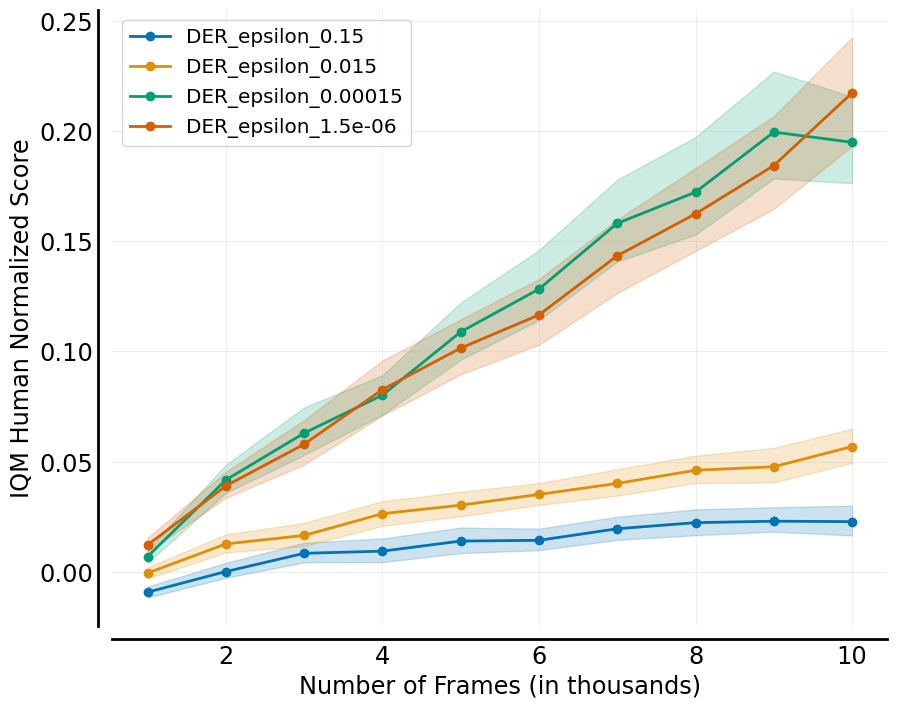 DER_epsilon_0.15
DER_epsilon_0.015
DER_epsilon_0.00015
DER_epsilon_1.5e-06
IQM Human Normalized Score
0.25
0.20
0.15
0.10
0.05
0.00
2 4 6 8 10
Number of Frames (in thousands)